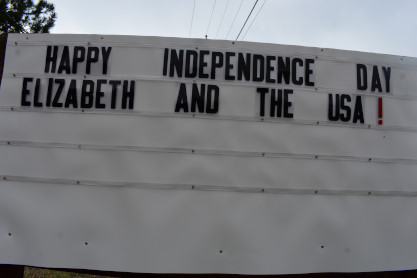 HAPPY INDEPENDENCE DAY
ELIZABETH AND THE USA!